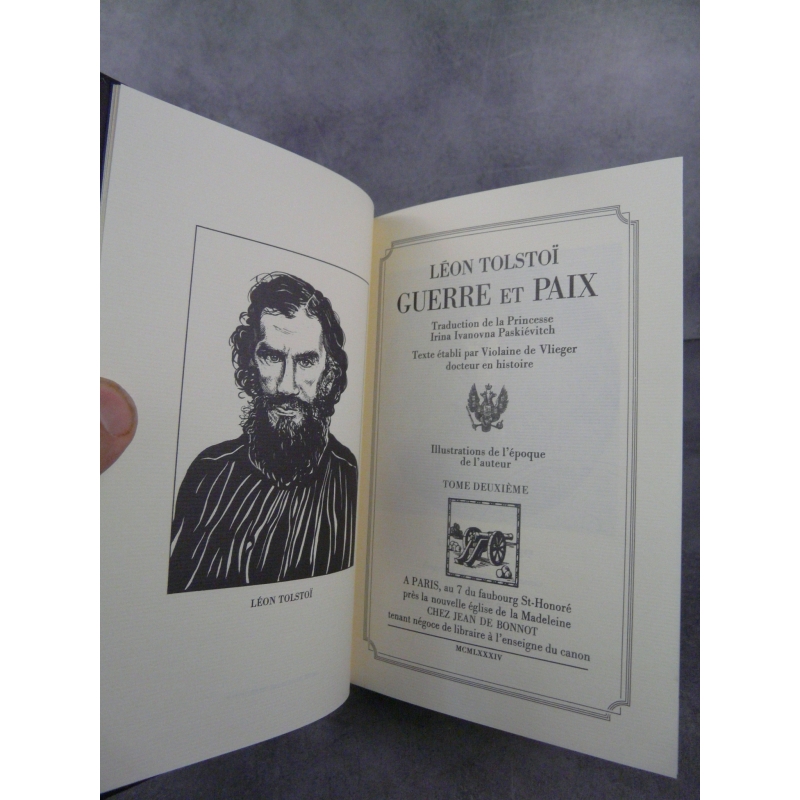 LÉON TOLSTOÏ
LÉON TOLSTOÏ
GUERRE ET PAIX
Traduction de la Princesse
Irina Ivanovna Paskiévitch
Texte établi par Violaine de Vlieger
docteur en histoire
Illustrations de l'époque
de l'auteur
TOME DEUXIÈME
A PARIS, au 7 du faubourg St-Honoré
près la nouvelle église de la Madeleine
CHEZ JEAN DE BONNOT
tenant négoce de libraire à l'enseigne du canon
MCMLXXXIV